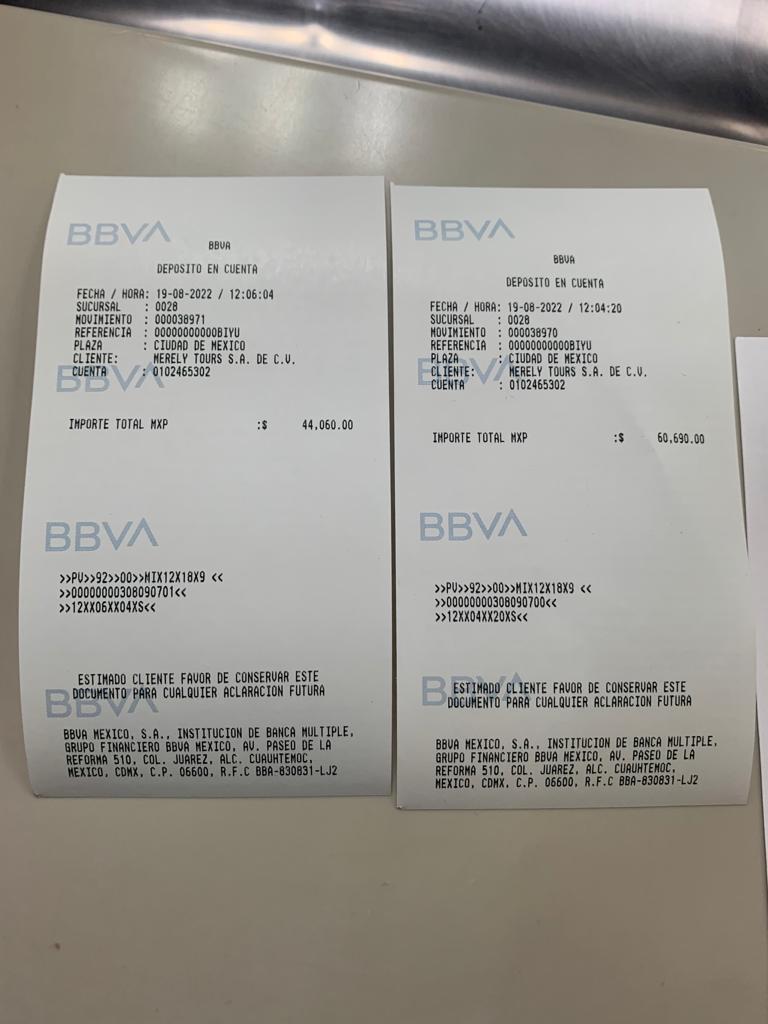 BBVA
BBVA
DEPOSITO EN CUENTA
FECHA / HORA: 19-08-2022 / 12:06:04
SUCURSAL : 0028
MOVIMIENTO : 000038971
REFERENCIA : 00000000000BIYU
PLAZA : CIUDAD DE MEXICO
CLIENTE: MERELY TOURS S.A. DE C.V.
BBVA
CUENTA : 0102465302
IMPORTE TOTAL MXP :$ 44,060.00
BBVA
>>PV>>92>>00>>MIX12X18X9 <<
>>00000000308090701<<
>>12XX06XX04XS<<
ESTIMADO CLIENTE FAVOR DE CONSERVAR ESTE
BBVA
DOCUMENTO PARA CUALQUIER ACLARACION FUTURA
BBVA MEXICO, S.A., INSTITUCION DE BANCA MULTIPLE,
GRUPO FINANCIERO BBVA MEXICO, AV. PASEO DE LA
REFORMA 510, COL. JUAREZ, ALC. CUAUHTEMOC,
MEXICO, CDMX, C.P. 06600, R.F.C BBA-830831-LJ2
BBVA
BBVA
DEPOSITO EN CUENTA
FECHA / HORA: 19-08-2022 / 12:04:20
SUCURSAL : 0028
MOVIMIENTO : 000038970
REFERENCIA : 00000000000BIYU
PLAZA : CIUDAD DE MEXICO
BBVA
CLIENTE: MERELY TOURS S.A. DE C.V.
CUENTA : 0102465302
IMPORTE TOTAL MXP :$ 60,690.00
BBVA
>>PV>>92>>00>>MIX12X18X9 <<
>>00000000308090700<<
>>12XX04XX20XS<<
BBVA
ESTIMADO CLIENTE FAVOR DE CONSERVAR ESTE
DOCUMENTO PARA CUALQUIER ACLARACION FUTURA
BBVA MEXICO, S.A., INSTITUCION DE BANCA MULTIPLE,
GRUPO FINANCIERO BBVA MEXICO, AV. PASEO DE LA
REFORMA 510, COL. JUAREZ, ALC. CUAUHTEMOC,
MEXICO, CDMX, C.P. 06600, R.F.C BBA-830831-LJ2